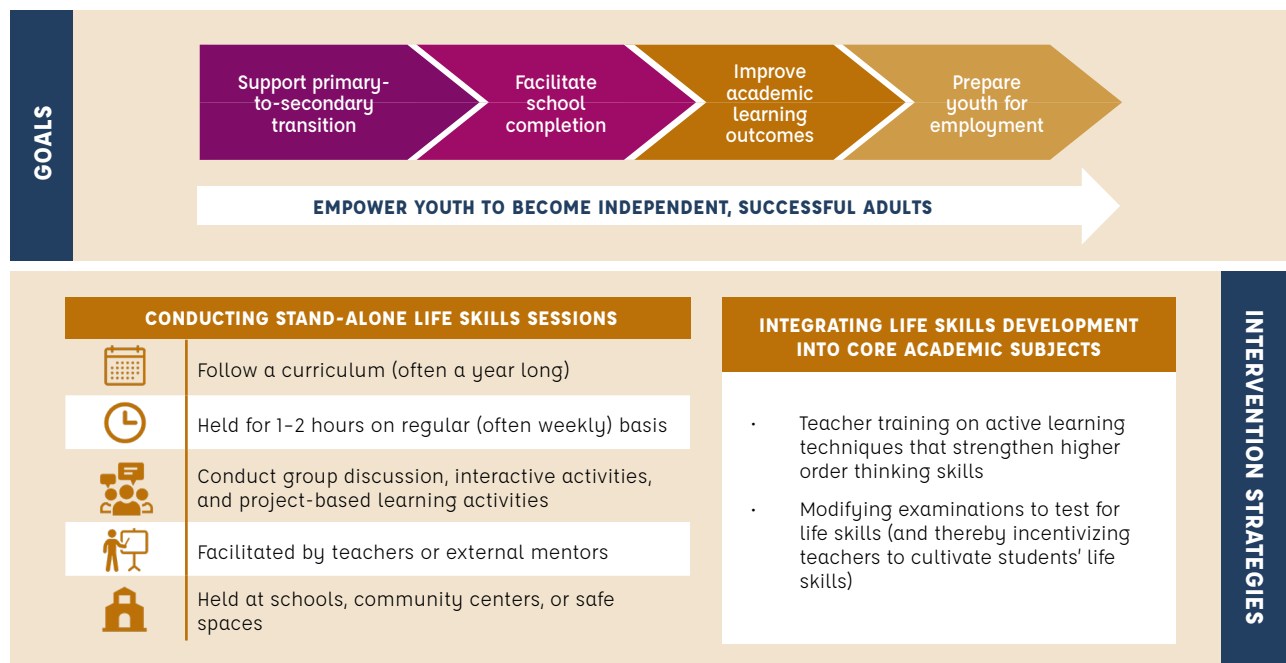 GOALS
Support primary-
to-secondary
transition
Facilitate
school
completion
Improve
academic
learning
outcomes
Prepare
youth for
employment
EMPOWER YOUTH TO BECOME INDEPENDENT, SUCCESSFUL ADULTS
CONDUCTING STAND-ALONE LIFE SKILLS SESSIONS
Follow a curriculum (often a year long)
Held for 1-2 hours on regular (often weekly) basis
Conduct group discussion, interactive activities,
and project-based learning activities
Facilitated by teachers or external mentors
Held at schools, community centers, or safe
spaces
INTEGRATING LIFE SKILLS DEVELOPMENT
INTO CORE ACADEMIC SUBJECTS
· Teacher training on active learning
techniques that strengthen higher
order thinking skills
· Modifying examinations to test for
life skills (and thereby incentivizing
teachers to cultivate students' life
skills)
INTERVENTION STRATEGIES